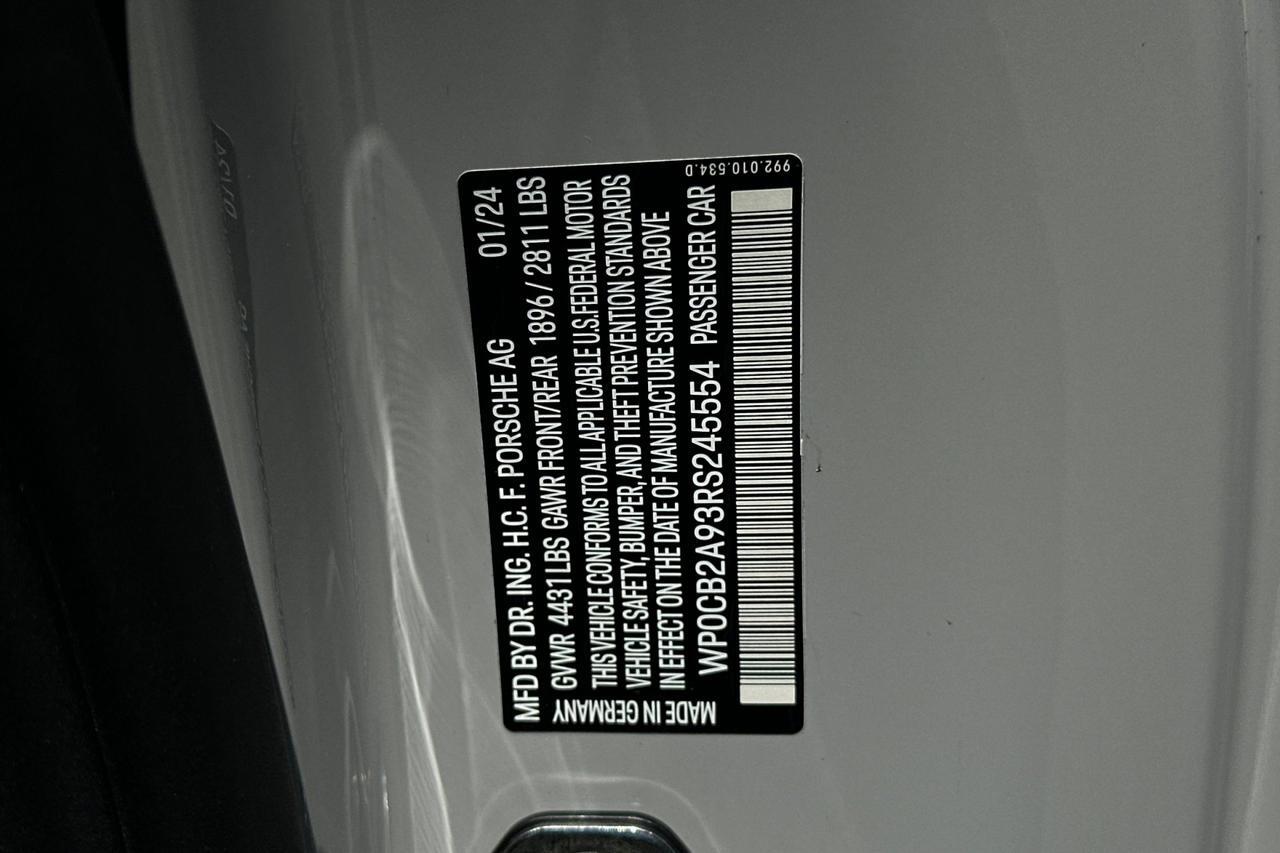 MFD BY DR. ING. H.C. F. PORSCHE AG 01/24
GVWR 4431 LBS GAWR FRONT/REAR 1896 / 2811 LBS
THIS VEHICLE CONFORMS TO ALL APPLICABLE U.S. FEDERAL MOTOR
VEHICLE SAFETY, BUMPER, AND THEFT PREVENTION STANDARDS
IN EFFECT ON THE DATE OF MANUFACTURE SHOWN ABOVE
WP0CB2A93RS245554 PASSENGER CAR
MADE IN GERMANY
992.010.534.D